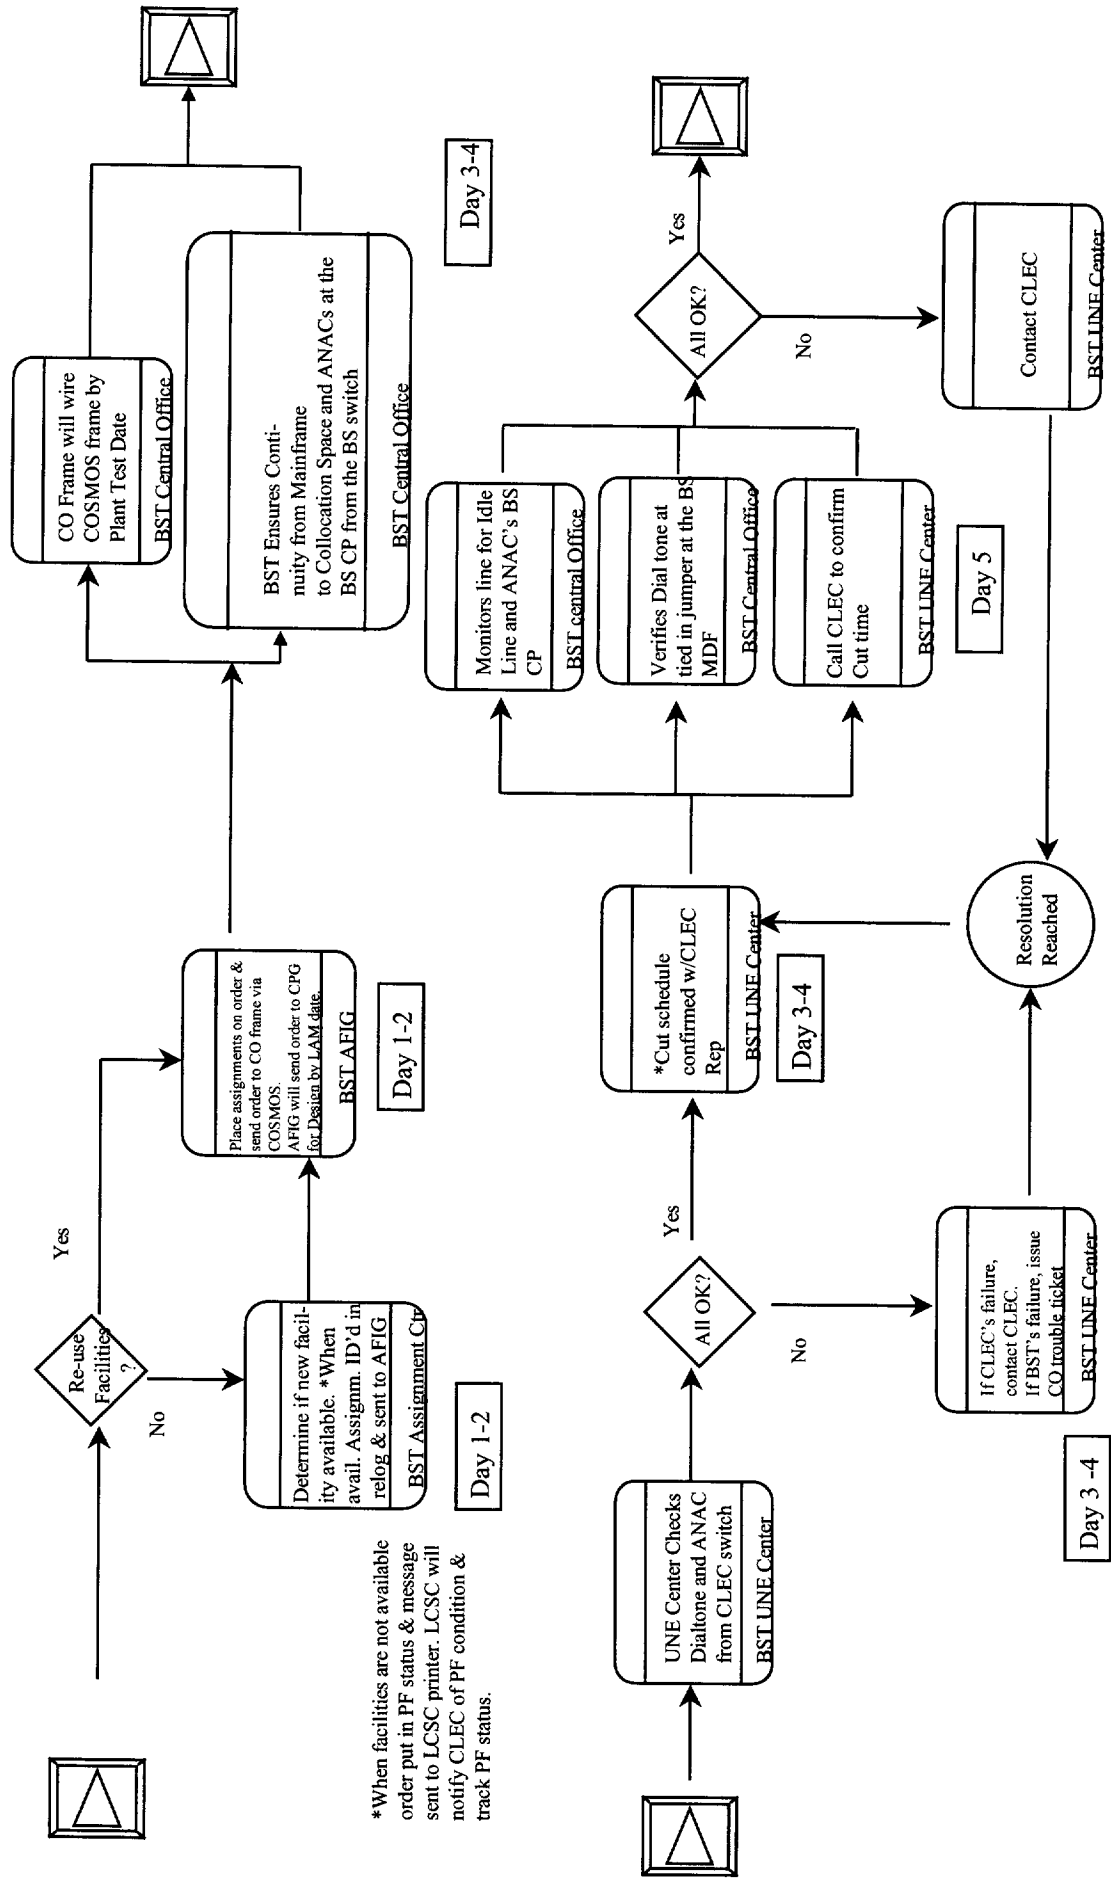 Re-use
Facilities
?
Yes
No
Determine if new facil-
ity available. *When
avail. Assignm. ID'd in
relog & sent to AFIG
BST Assignment Ctr
Day 1-2
*When facilities are not available
order put in PF status & message
sent to LCSC printer. LCSC will
notify CLEC of PF condition &
track PF status.
Place assignments on order &
send order to CO frame via
COSMOS.
AFIG will send order to CPG
for Design by LAM date.
BST AFIG
Day 1-2
CO Frame will wire
COSMOS frame by
Plant Test Date
BST Central Office
BST Ensures Conti-
nuity from Mainframe
to Collocation Space and ANACs at the
BS CP from the BS switch
BST Central Office
Day 3-4
UNE Center Checks
Dialtone and ANAC
from CLEC switch
BST UNE Center
All OK?
Yes
No
If CLEC's failure,
contact CLEC.
If BST's failure, issue
CO trouble ticket
BST UNE Center
Day 3 -4
*Cut schedule
confirmed w/CLEC
Rep
BST UNE Center
Day 3-4
Resolution
Reached
Monitors line for Idle
Line and ANAC's BS
CP
BST central Office
Verifies Dial tone at
tied in jumper at the BS
MDF
BST Central Office
Call CLEC to confirm
Cut time
BST UNE Center
Day 5
All OK?
Yes
No
Contact CLEC
BST UNE Center